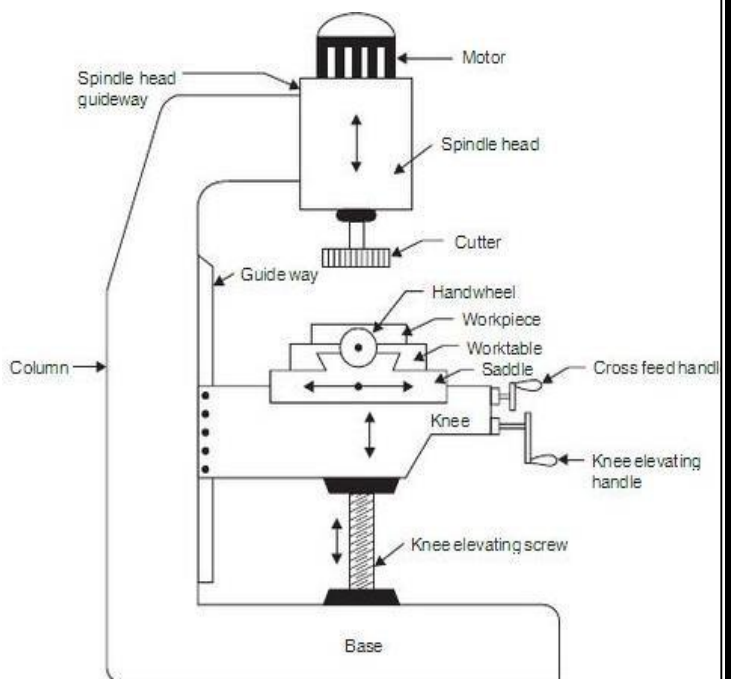 Motor
Spindle head
guideway
Spindle head
Cutter
Guide way
Handwheel
Workpiece
Worktable
Saddle
Column
Cross feed handl
Knee
Knee elevating
handle
Knee elevating screw
Base